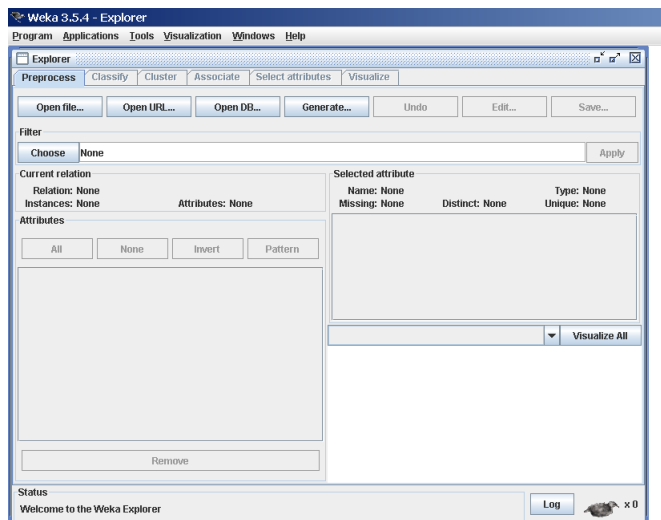 Weka 3.5.4 - Explorer
Program Applications Tools Visualization Windows Help
Explorer
Preprocess Classify Cluster Associate Select attributes Visualize
Open file... Open URL... Open DB... Generate... Undo Edit... Save...
Filter
Choose None Apply
Current relation
Relation: None
Instances: None Attributes: None
Selected attribute
Name: None Type: None
Missing: None Distinct: None Unique: None
Attributes
All None Invert Pattern
Visualize All
Remove
Status
Welcome to the Weka Explorer
Log x 0